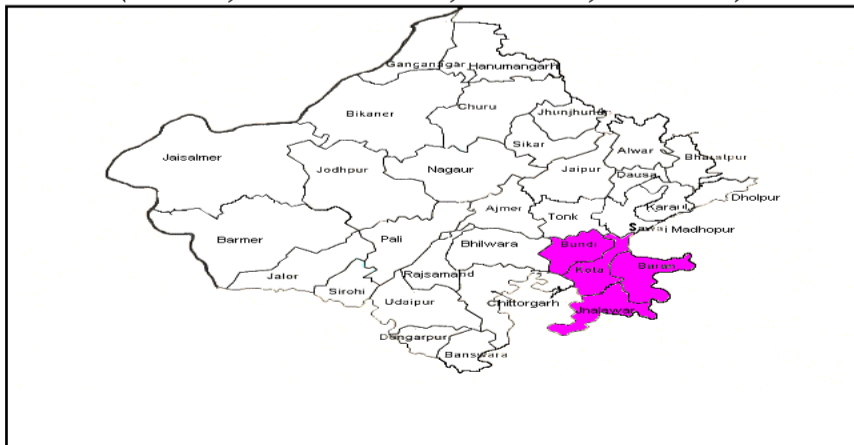 Ganganagar Hanumangarh
Bikaner Churu Jhunjhunu
Sikar Alwar Bharatpur
Jaisalmer Jodhpur Nagaur Jaipur Dausa
Dholpur
Ajmer Tonk Karauli
Sawai Madhopur
Barmer Pali Bhilwara Bundi
Jalor Rajsamand Kota Baran
Sirohi Udaipur Chittorgarh Jhalawar
Dungarpur
Banswara